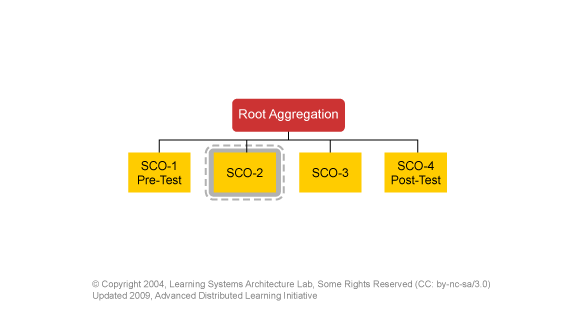 Root Aggregation
SCO-1
Pre-Test
SCO-2
SCO-3
SCO-4
Post-Test
© Copyright 2004, Learning Systems Architecture Lab, Some Rights Reserved (CC: by-nc-sa/3.0)
Updated 2009, Advanced Distributed Learning Initiative